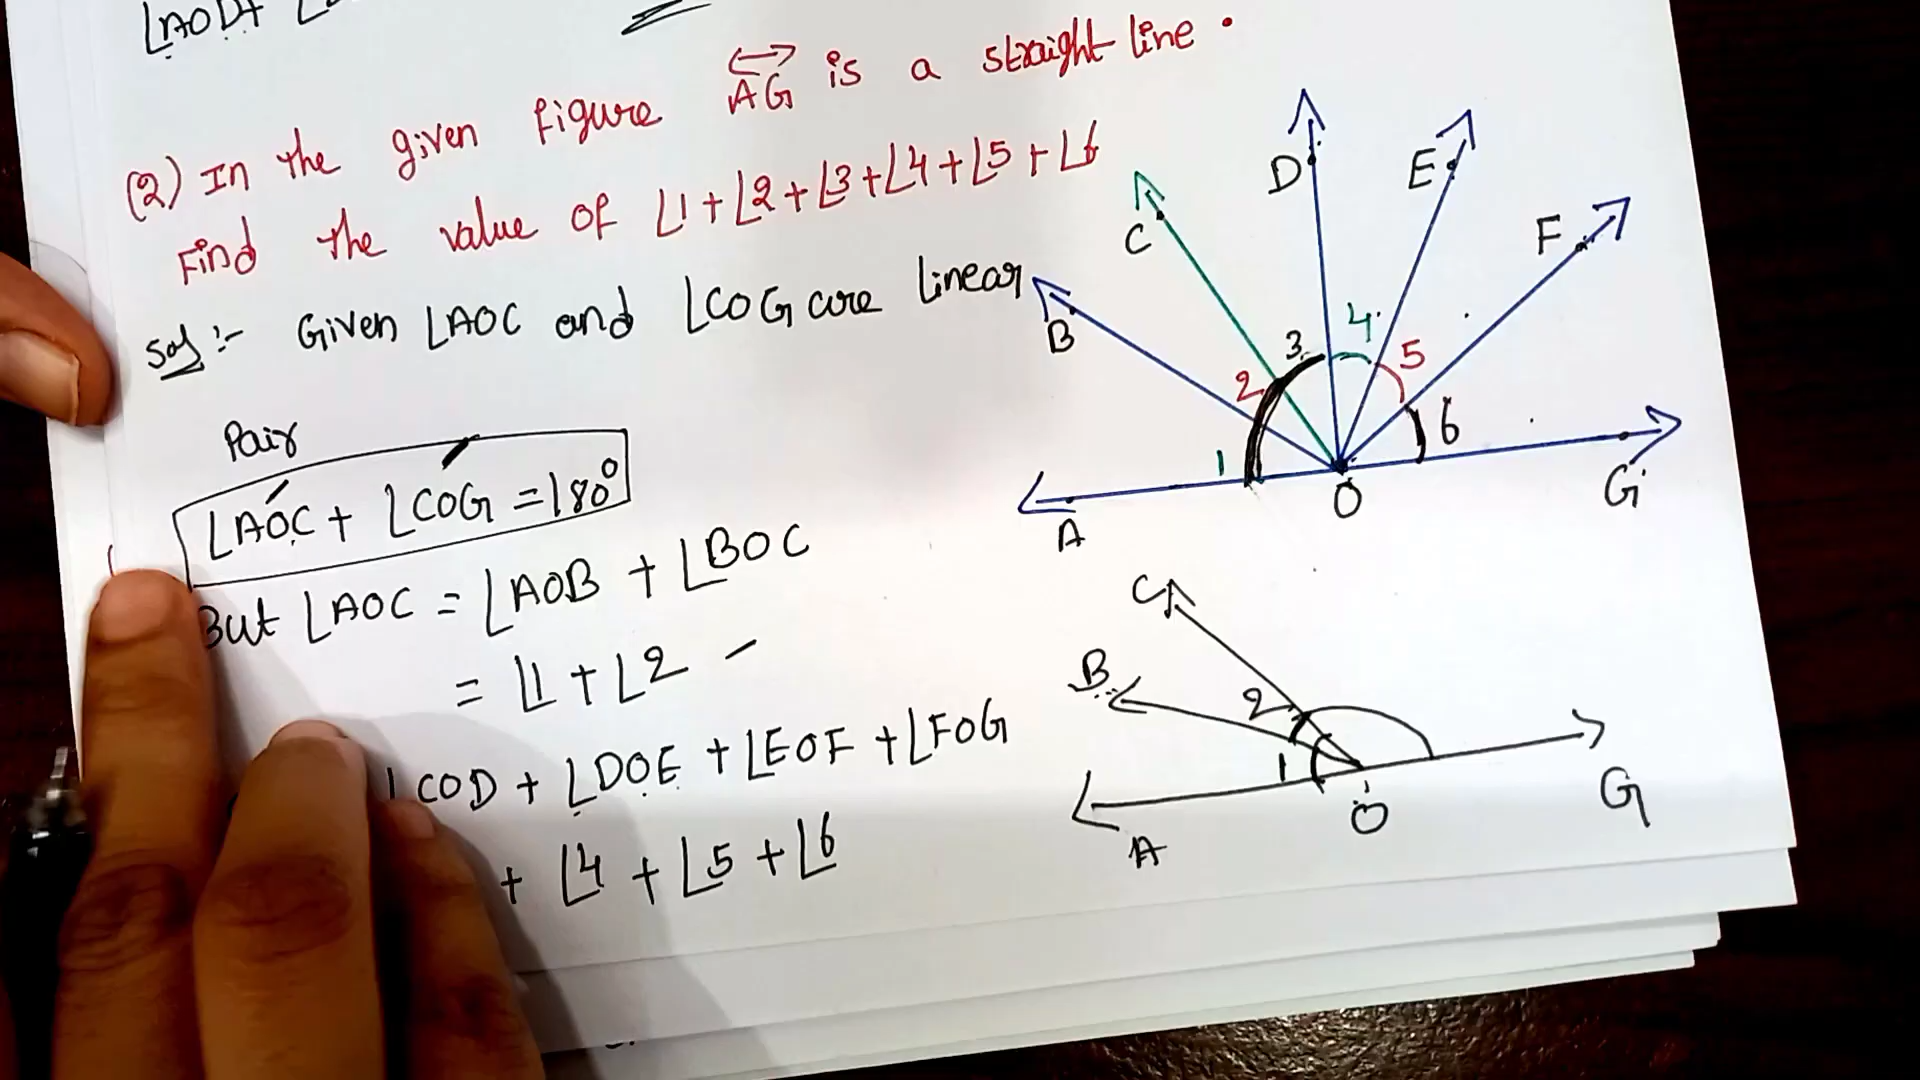 ∠AOD+
(2) In the given figure AG is a straight line.
Find the value of ∠1+∠2+∠3+∠4+∠5+∠6
Sol:- Given ∠AOC and ∠COG are linear
Pair
∠AOC + ∠COG = 180°
But ∠AOC = ∠AOB + ∠BOC
= ∠1 + ∠2
∠COD + ∠DOE + ∠EOF + ∠FOG
+ ∠4 + ∠5 + ∠6
D E
C F
B
3 4 5
2
1 6
A O G
C
B 2
1
A O G